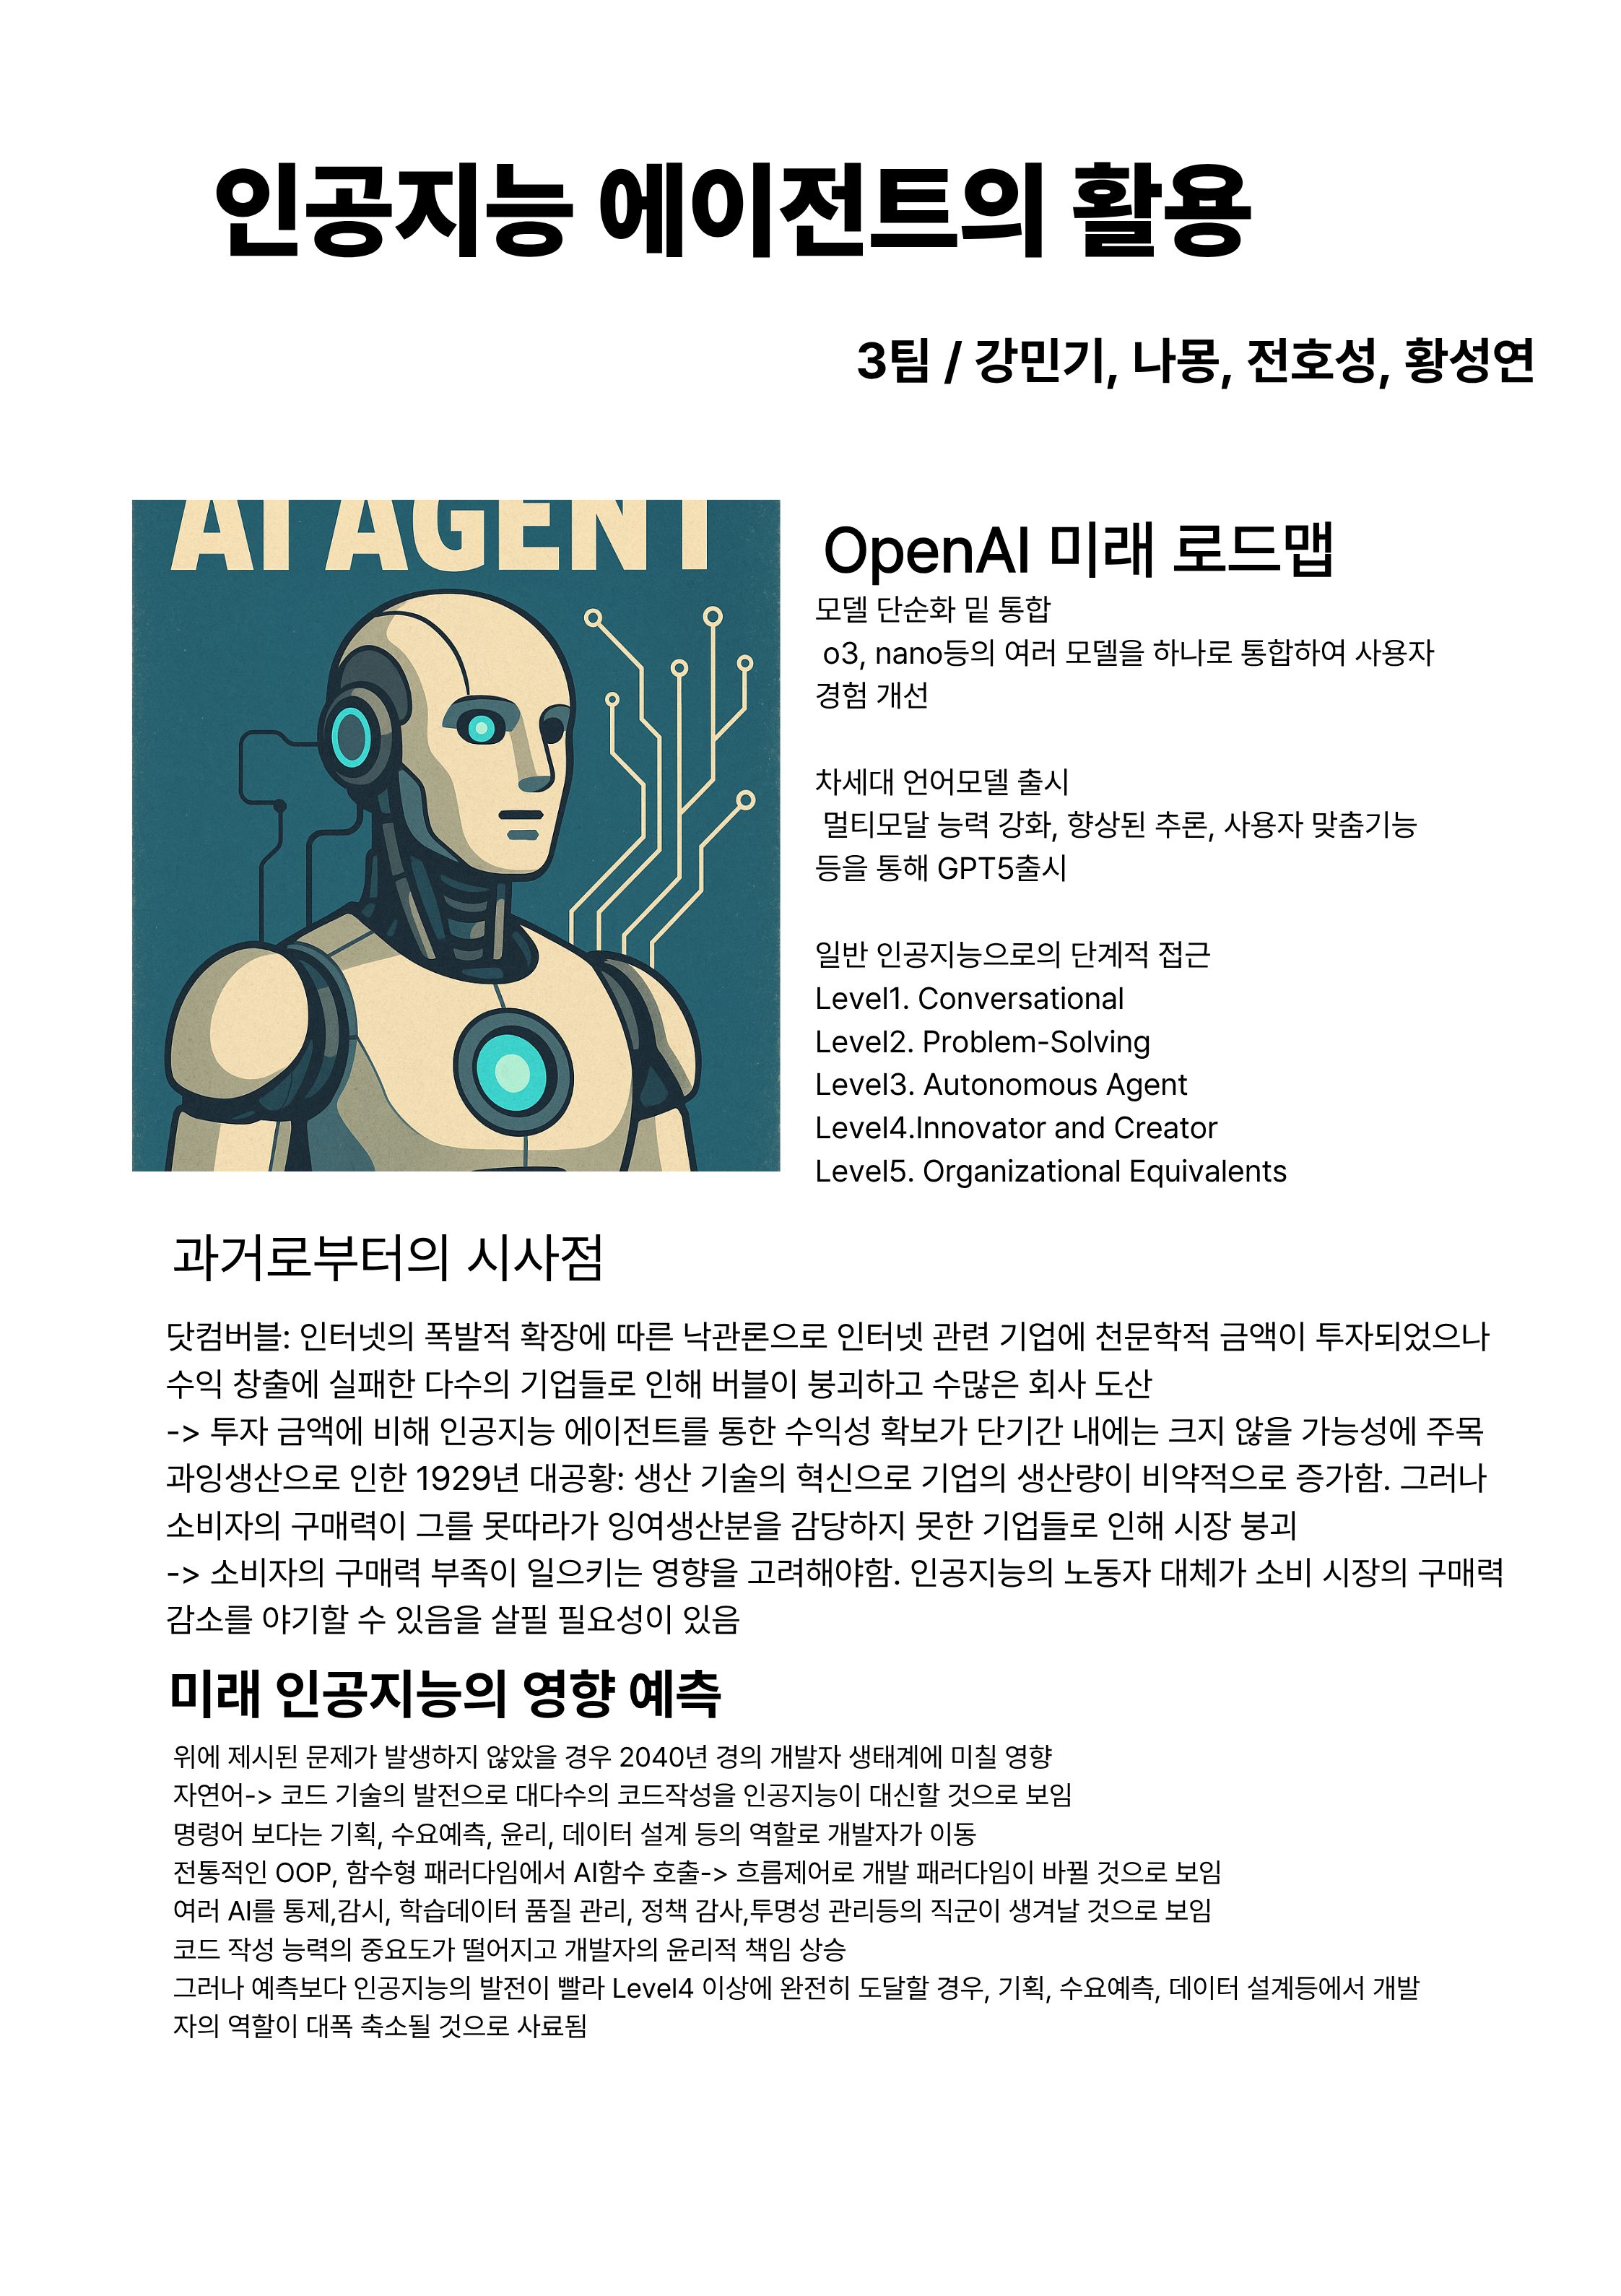 인공지능 에이전트의 활용
3팀 / 강민기, 나몽, 전호성, 황성연
AI AGENT
OpenAI 미래 로드맵
모델 단순화 밑 통합
o3, nano등의 여러 모델을 하나로 통합하여 사용자
경험 개선
차세대 언어모델 출시
멀티모달 능력 강화, 향상된 추론, 사용자 맞춤기능
등을 통해 GPT5출시
일반 인공지능으로의 단계적 접근
Level1. Conversational
Level2. Problem-Solving
Level3. Autonomous Agent
Level4.Innovator and Creator
Level5. Organizational Equivalents
과거로부터의 시사점
닷컴버블: 인터넷의 폭발적 확장에 따른 낙관론으로 인터넷 관련 기업에 천문학적 금액이 투자되었으나
수익 창출에 실패한 다수의 기업들로 인해 버블이 붕괴하고 수많은 회사 도산
-> 투자 금액에 비해 인공지능 에이전트를 통한 수익성 확보가 단기간 내에는 크지 않을 가능성에 주목
과잉생산으로 인한 1929년 대공황: 생산 기술의 혁신으로 기업의 생산량이 비약적으로 증가함. 그러나
소비자의 구매력이 그를 못따라가 잉여생산분을 감당하지 못한 기업들로 인해 시장 붕괴
-> 소비자의 구매력 부족이 일으키는 영향을 고려해야함. 인공지능의 노동자 대체가 소비 시장의 구매력
감소를 야기할 수 있음을 살필 필요성이 있음
미래 인공지능의 영향 예측
위에 제시된 문제가 발생하지 않았을 경우 2040년 경의 개발자 생태계에 미칠 영향
자연어-> 코드 기술의 발전으로 대다수의 코드작성을 인공지능이 대신할 것으로 보임
명령어 보다는 기획, 수요예측, 윤리, 데이터 설계 등의 역할로 개발자가 이동
전통적인 OOP, 함수형 패러다임에서 AI함수 호출-> 흐름제어로 개발 패러다임이 바뀔 것으로 보임
여러 AI를 통제,감시, 학습데이터 품질 관리, 정책 감사,투명성 관리등의 직군이 생겨날 것으로 보임
코드 작성 능력의 중요도가 떨어지고 개발자의 윤리적 책임 상승
그러나 예측보다 인공지능의 발전이 빨라 Level4 이상에 완전히 도달할 경우, 기획, 수요예측, 데이터 설계등에서 개발
자의 역할이 대폭 축소될 것으로 사료됨